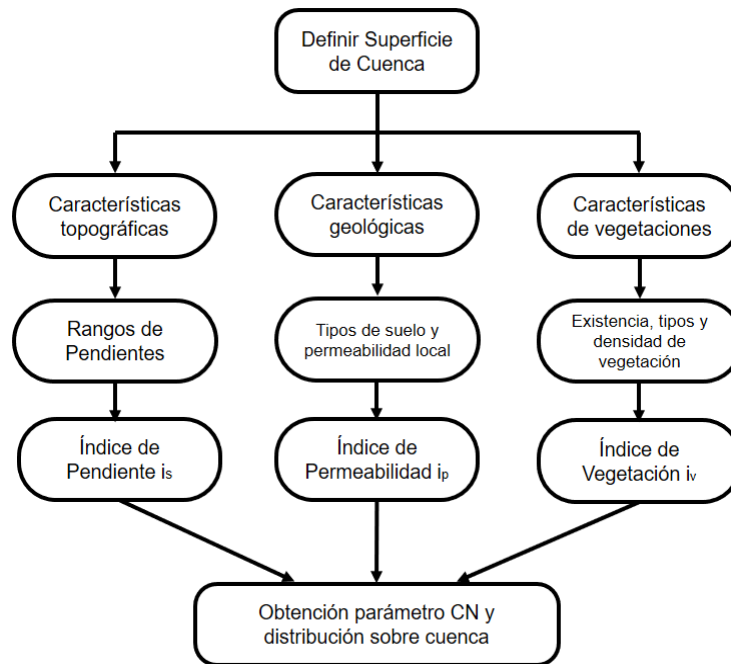 Definir Superficie
de Cuenca
Características
topográficas
Características
geológicas
Características
de vegetaciones
Rangos de
Pendientes
Tipos de suelo y
permeabilidad local
Existencia, tipos y
densidad de
vegetación
Índice de
Pendiente is
Índice de
Permeabilidad ip
Índice de
Vegetación iv
Obtención parámetro CN y
distribución sobre cuenca